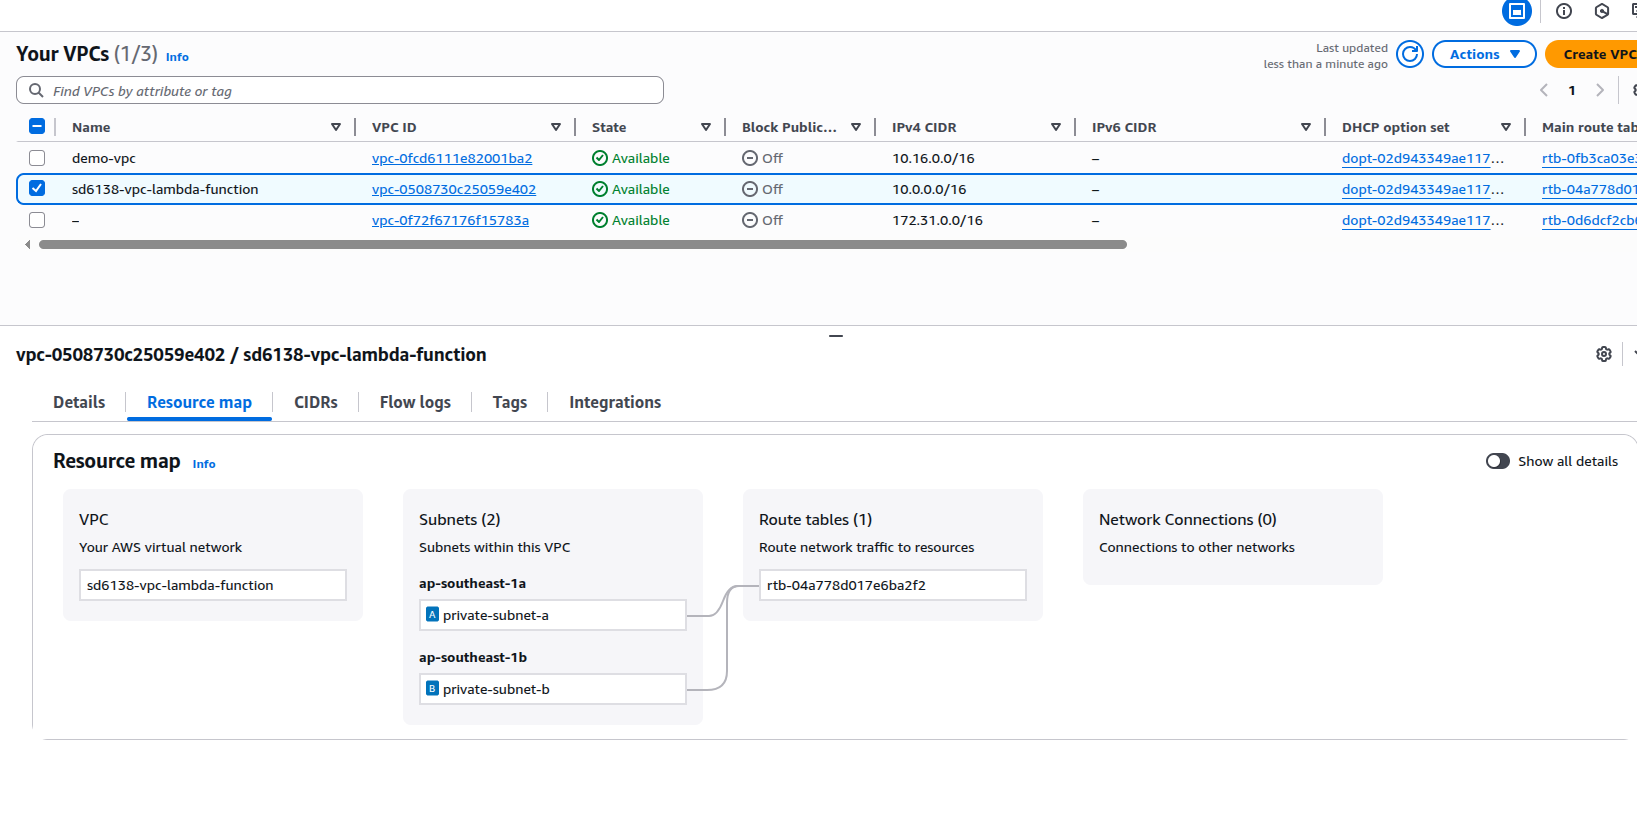 Your VPCs (1/3) Info
Last updated
less than a minute ago
Actions
Create VPC
Find VPCs by attribute or tag
1
Name VPC ID State Block Public... IPv4 CIDR IPv6 CIDR DHCP option set Main route tab
demo-vpc vpc-0fcd6111e82001ba2 Available Off 10.16.0.0/16 – dopt-02d943349ae117... rtb-0fb3ca03e
sd6138-vpc-lambda-function vpc-0508730c25059e402 Available Off 10.0.0.0/16 – dopt-02d943349ae117... rtb-04a778d01
– vpc-0f72f67176f15783a Available Off 172.31.0.0/16 – dopt-02d943349ae117... rtb-0d6dcf2cb
vpc-0508730c25059e402 / sd6138-vpc-lambda-function
Details Resource map CIDRs Flow logs Tags Integrations
Resource map Info
Show all details
VPC
Your AWS virtual network
sd6138-vpc-lambda-function
Subnets (2)
Subnets within this VPC
ap-southeast-1a
A private-subnet-a
ap-southeast-1b
B private-subnet-b
Route tables (1)
Route network traffic to resources
rtb-04a778d017e6ba2f2
Network Connections (0)
Connections to other networks